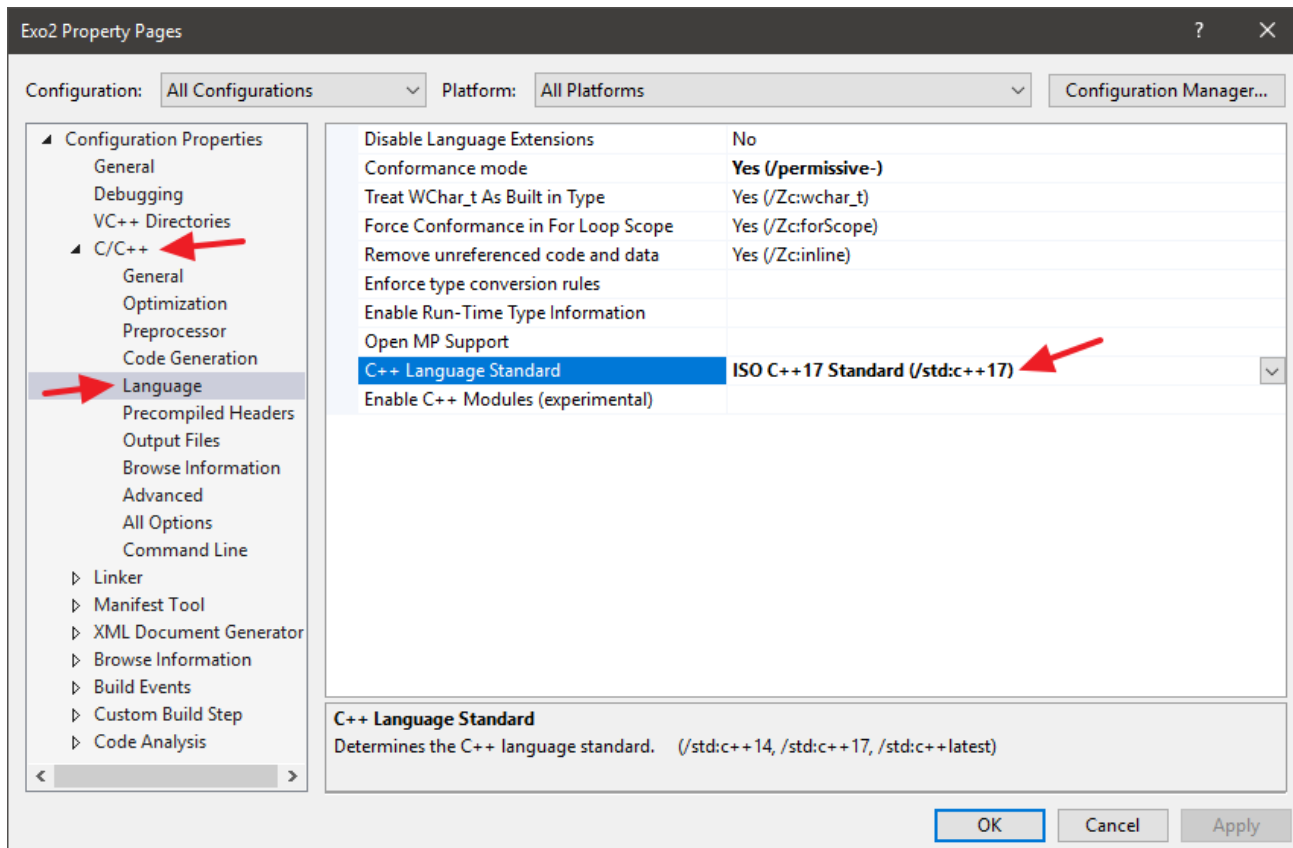 Exo2 Property Pages ? ×
Configuration: All Configurations Platform: All Platforms Configuration Manager...
Configuration Properties
General
Debugging
VC++ Directories
C/C++
General
Optimization
Preprocessor
Code Generation
Language
Precompiled Headers
Output Files
Browse Information
Advanced
All Options
Command Line
Linker
Manifest Tool
XML Document Generator
Browse Information
Build Events
Custom Build Step
Code Analysis
Disable Language Extensions No
Conformance mode Yes (/permissive-)
Treat WChar_t As Built in Type Yes (/Zc:wchar_t)
Force Conformance in For Loop Scope Yes (/Zc:forScope)
Remove unreferenced code and data Yes (/Zc:inline)
Enforce type conversion rules
Enable Run-Time Type Information
Open MP Support
C++ Language Standard ISO C++17 Standard (/std:c++17)
Enable C++ Modules (experimental)
C++ Language Standard
Determines the C++ language standard. (/std:c++14, /std:c++17, /std:c++latest)
OK Cancel Apply